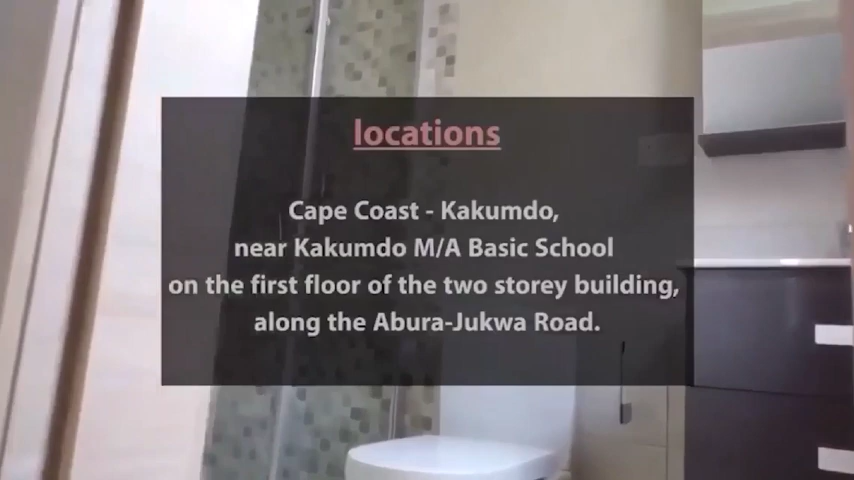 locations
Cape Coast - Kakumdo,
near Kakumdo M/A Basic School
on the first floor of the two storey building,
along the Abura-Jukwa Road.